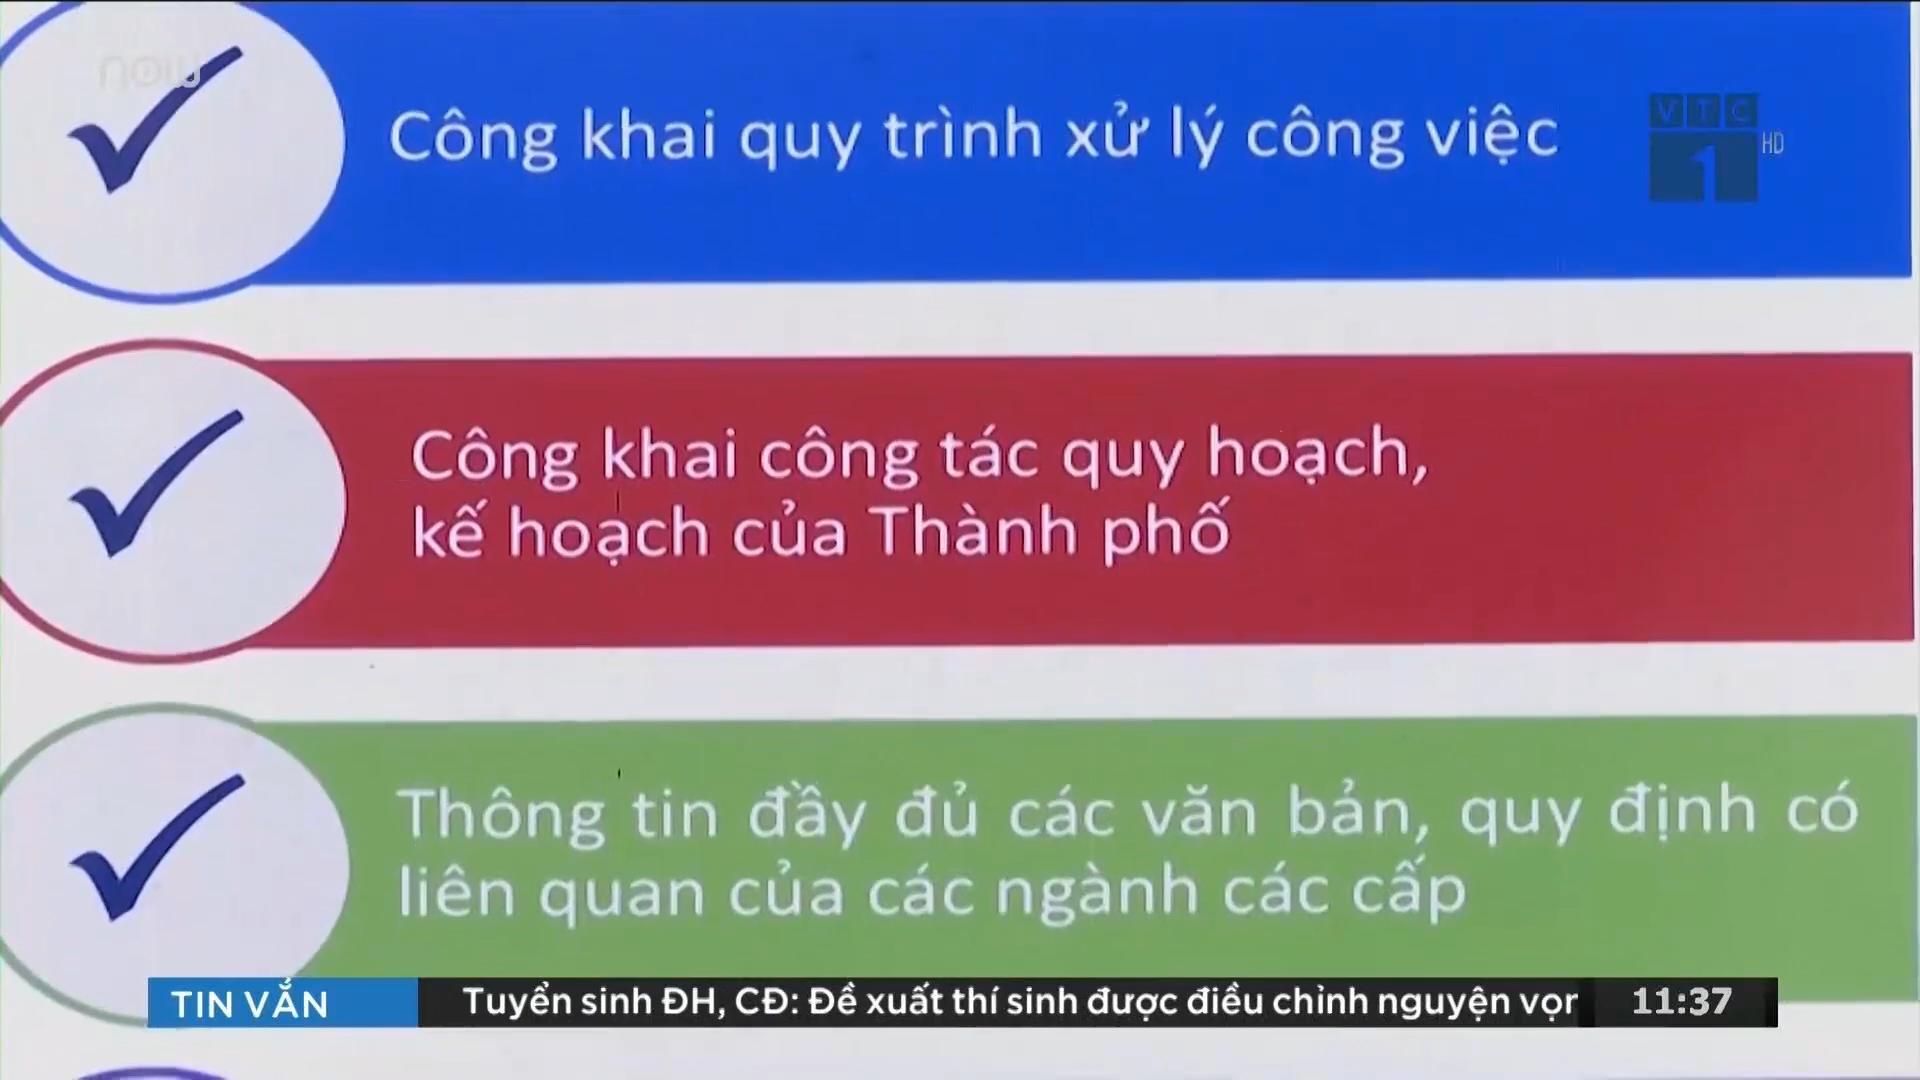 now
Công khai quy trình xử lý công việc
VTC
1 HD
Công khai công tác quy hoạch,
kế hoạch của Thành phố
Thông tin đầy đủ các văn bản, quy định có
liên quan của các ngành các cấp
TIN VẮN
Tuyển sinh ĐH, CĐ: Đề xuất thí sinh được điều chỉnh nguyện vọn
11:37